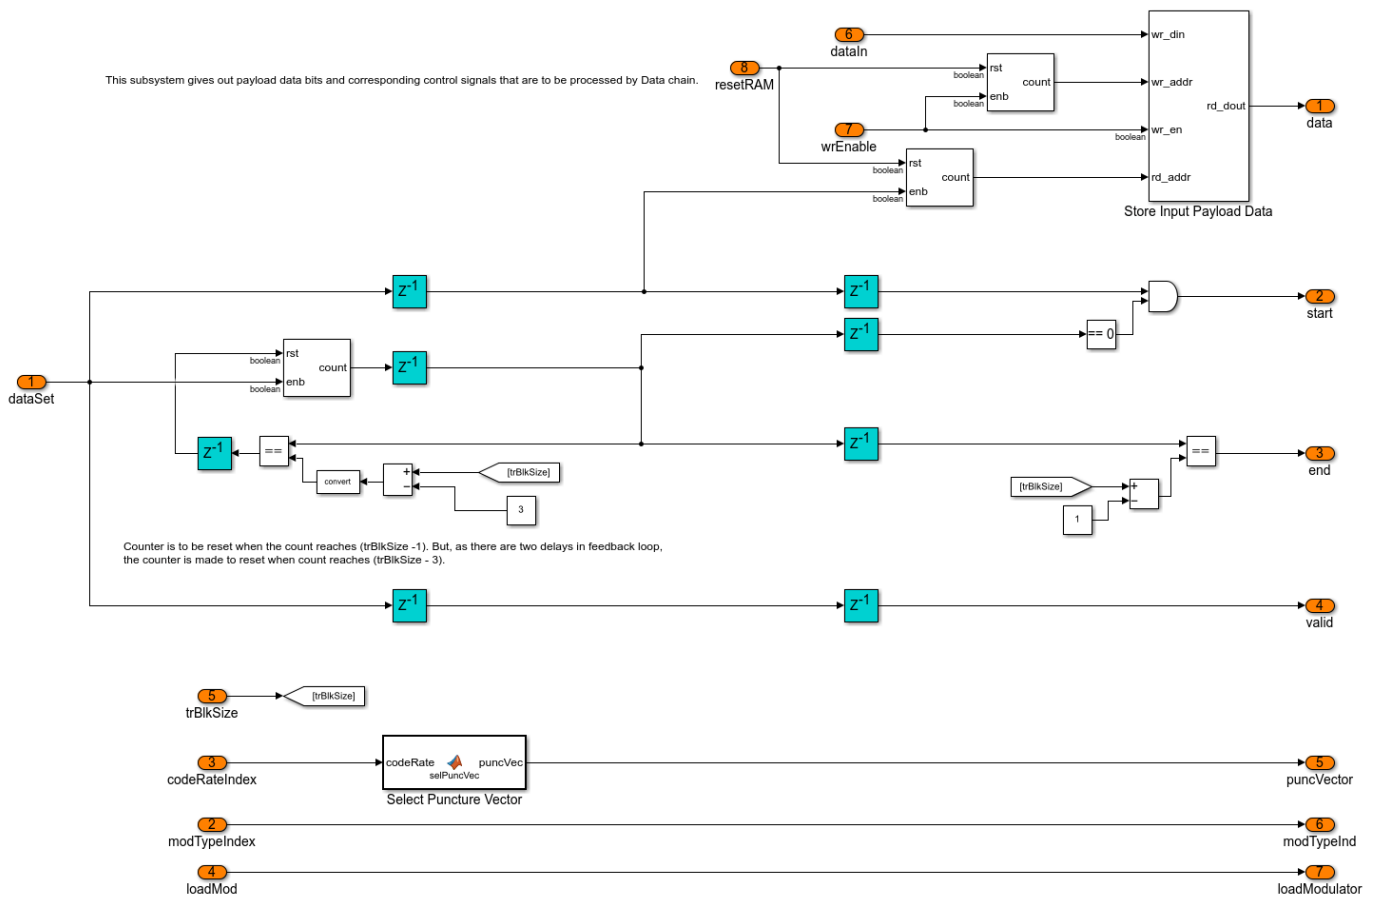 6
dataIn
wr_din
8
resetRAM
This subsystem gives out payload data bits and corresponding control signals that are to be processed by Data chain.
boolean
rst
enb
count
boolean
wr_addr
rd_dout
1
data
7
wrEnable
boolean
wr_en
boolean
rst
enb
count
boolean
rd_addr
Store Input Payload Data
Z-1
Z-1
2
start
Z-1
== 0
boolean
rst
enb
count
boolean
Z-1
1
dataSet
Z-1
==
Z-1
==
3
end
convert
+
−
[trBlkSize]
3
[trBlkSize]
+
−
1
Counter is to be reset when the count reaches (trBlkSize -1). But, as there are two delays in feedback loop,
the counter is made to reset when count reaches (trBlkSize - 3).
Z-1
Z-1
4
valid
5
trBlkSize
[trBlkSize]
3
codeRateIndex
codeRate
puncVec
selPuncVec
Select Puncture Vector
5
puncVector
2
modTypeIndex
6
modTypeInd
4
loadMod
7
loadModulator